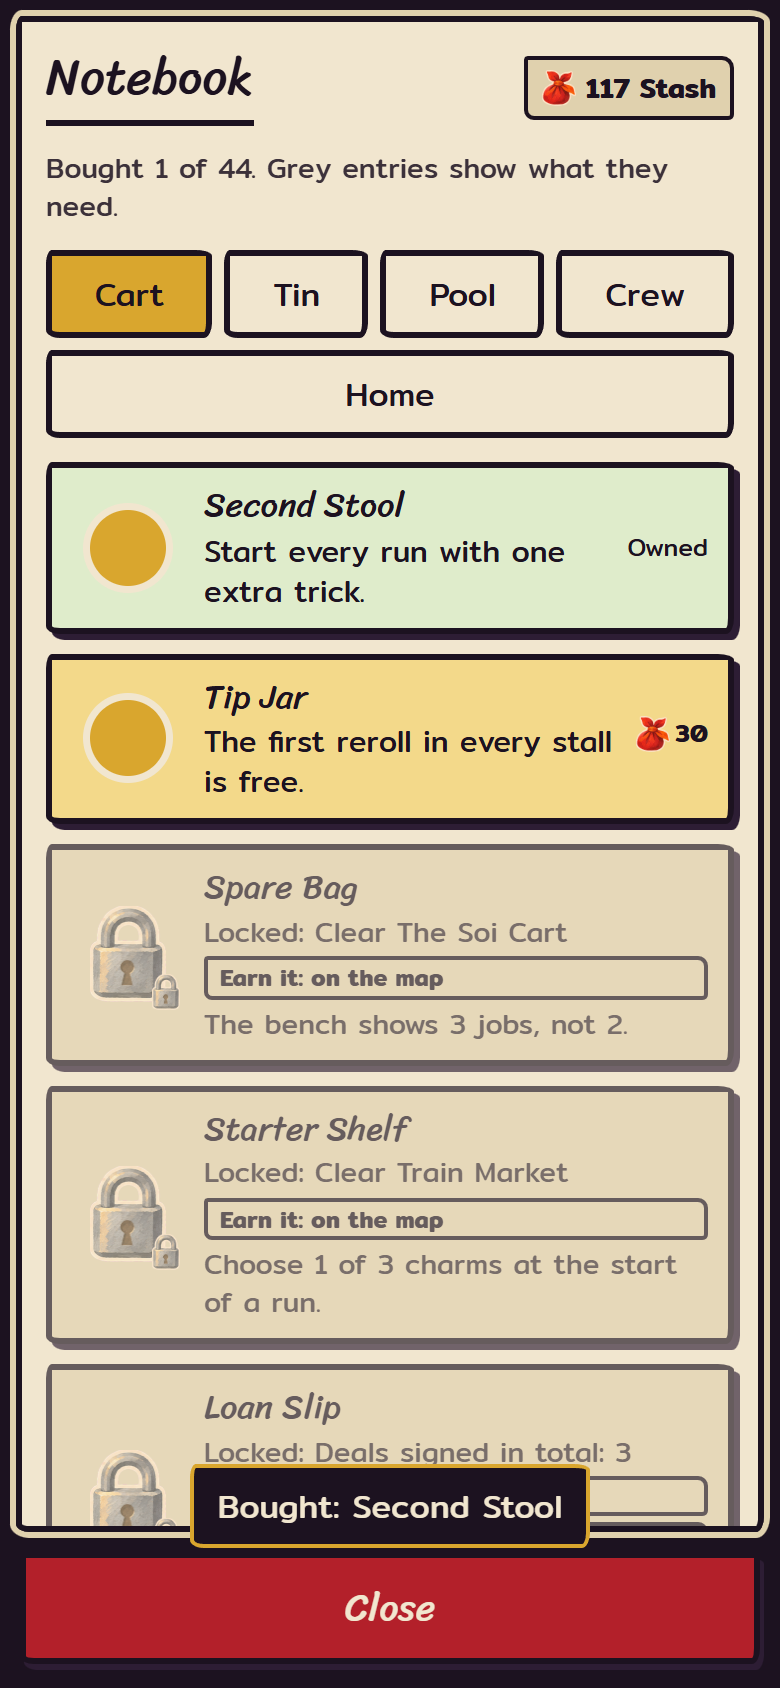 Notebook
117 Stash
Bought 1 of 44. Grey entries show what they
need.
Cart
Tin
Pool
Crew
Home
Second Stool
Start every run with one
extra trick.
Owned
Tip Jar
The first reroll in every stall
is free.
30
Spare Bag
Locked: Clear The Soi Cart
Earn it: on the map
The bench shows 3 jobs, not 2.
Starter Shelf
Locked: Clear Train Market
Earn it: on the map
Choose 1 of 3 charms at the start
of a run.
Loan Slip
Locked: Deals signed in total: 3
Bought: Second Stool
Close